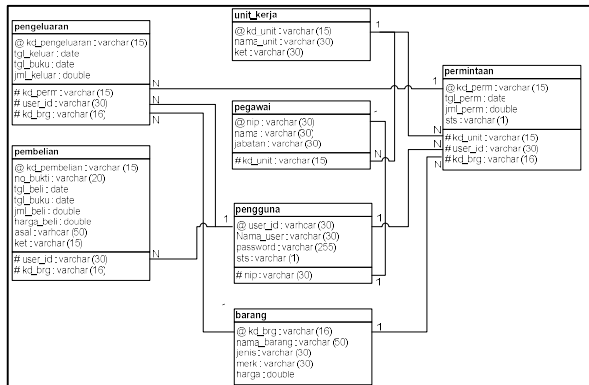 pengeluaran
@ kd_pengeluaran : varchar (15)
tgl_keluar : date
tgl_buku : date
jml_keluar : double
# kd_perm : varchar (15)
# user_id : varchar (30)
# kd_brg : varchar (16)
pembelian
@ kd_pembelian : varchar (15)
no_bukti : varchar (20)
tgl_beli : date
tgl_buku : date
jml_beli : double
harga_beli : double
asal : varhcar (50)
ket : varchar (15)
# user_id : varchar (30)
# kd_brg : varchar (16)
unit_kerja
@ kd_unit : varchar (15)
nama_unit : varchar (30)
ket : varchar (30)
pegawai
@ nip : varchar (30)
nama : varchar (30)
jabatan : varchar (30)
# kd_unit : varchar (15)
pengguna
@ user_id : varhcar (30)
Nama_user : varchar (30)
password : varchar (255)
sts : varchar (1)
# nip : varchar (30)
barang
@ kd_brg : varchar (16)
nama_barang : varchar (50)
jenis : varchar (30)
merk : varchar (30)
harga : double
permintaan
@ kd_perm : varchar (15)
tgl_perm : date
jml_perm : double
sts : varchar (1)
# kd_unit : varchar (15)
# user_id : varchar (30)
# kd_brg : varchar (16)
N
N
N
N
1
1
N
1
1
1
1
1
N
N
N